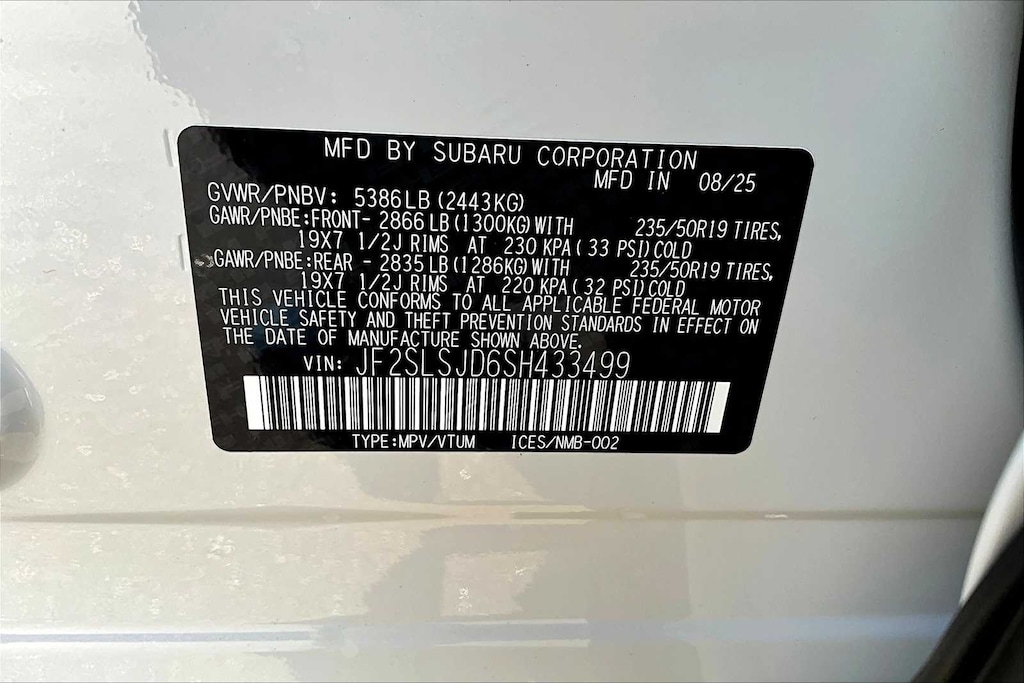 MFD BY SUBARU CORPORATION
MFD IN 08/25
GVWR/PNBV: 5386LB (2443KG)
GAWR/PNBE:FRONT- 2866LB (1300KG) WITH 235/50R19 TIRES,
19X7 1/2J RIMS AT 230 KPA ( 33 PSI) COLD
GAWR/PNBE:REAR - 2835LB (1286KG) WITH 235/50R19 TIRES,
19X7 1/2J RIMS AT 220 KPA ( 32 PSI) COLD
THIS VEHICLE CONFORMS TO ALL APPLICABLE FEDERAL MOTOR
VEHICLE SAFETY AND THEFT PREVENTION STANDARDS IN EFFECT ON
THE DATE OF MANUFACTURE SHOWN ABOVE.
VIN: JF2SLSJD6SH433499
TYPE:MPV/VTUM ICES/NMB-002